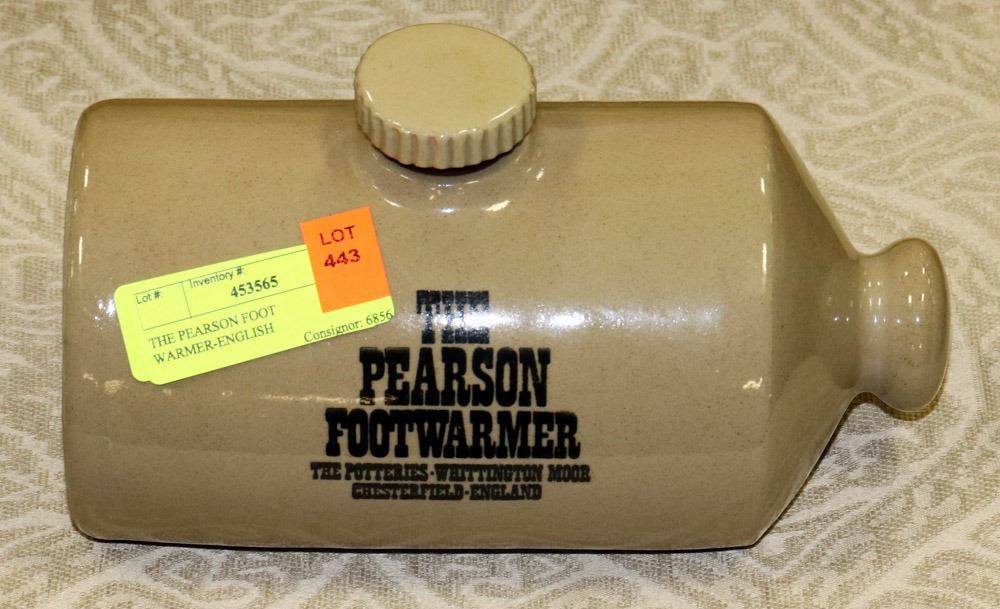 LOT
443
Lot #:
Inventory #:
453565
THE PEARSON FOOT
WARMER-ENGLISH
Consignor: 6856
THE
PEARSON
FOOTWARMER
THE POTTERIES·WHITTINGTON MOOR
CHESTERFIELD·ENGLAND